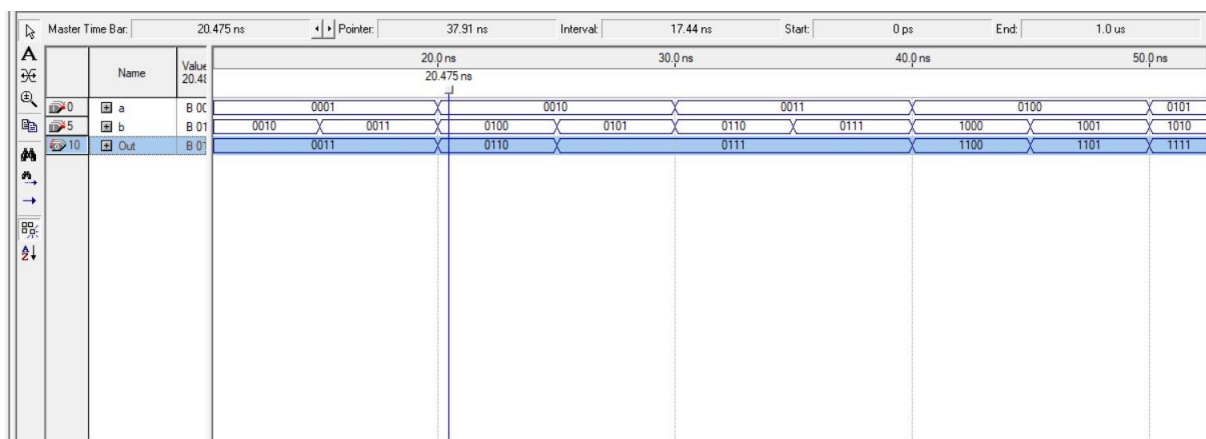 Master Time Bar: 20.475 ns Pointer: 37.91 ns Interval: 17.44 ns Start: 0 ps End: 1.0 us
Name Value 20.48
20.0 ns 30.0 ns 40.0 ns 50.0 ns
20.475 ns
0 a B 00 0001 0010 0011 0100 0101
5 b B 01 0010 0011 0100 0101 0110 0111 1000 1001 1010
10 Out B 01 0011 0110 0111 1100 1101 1111